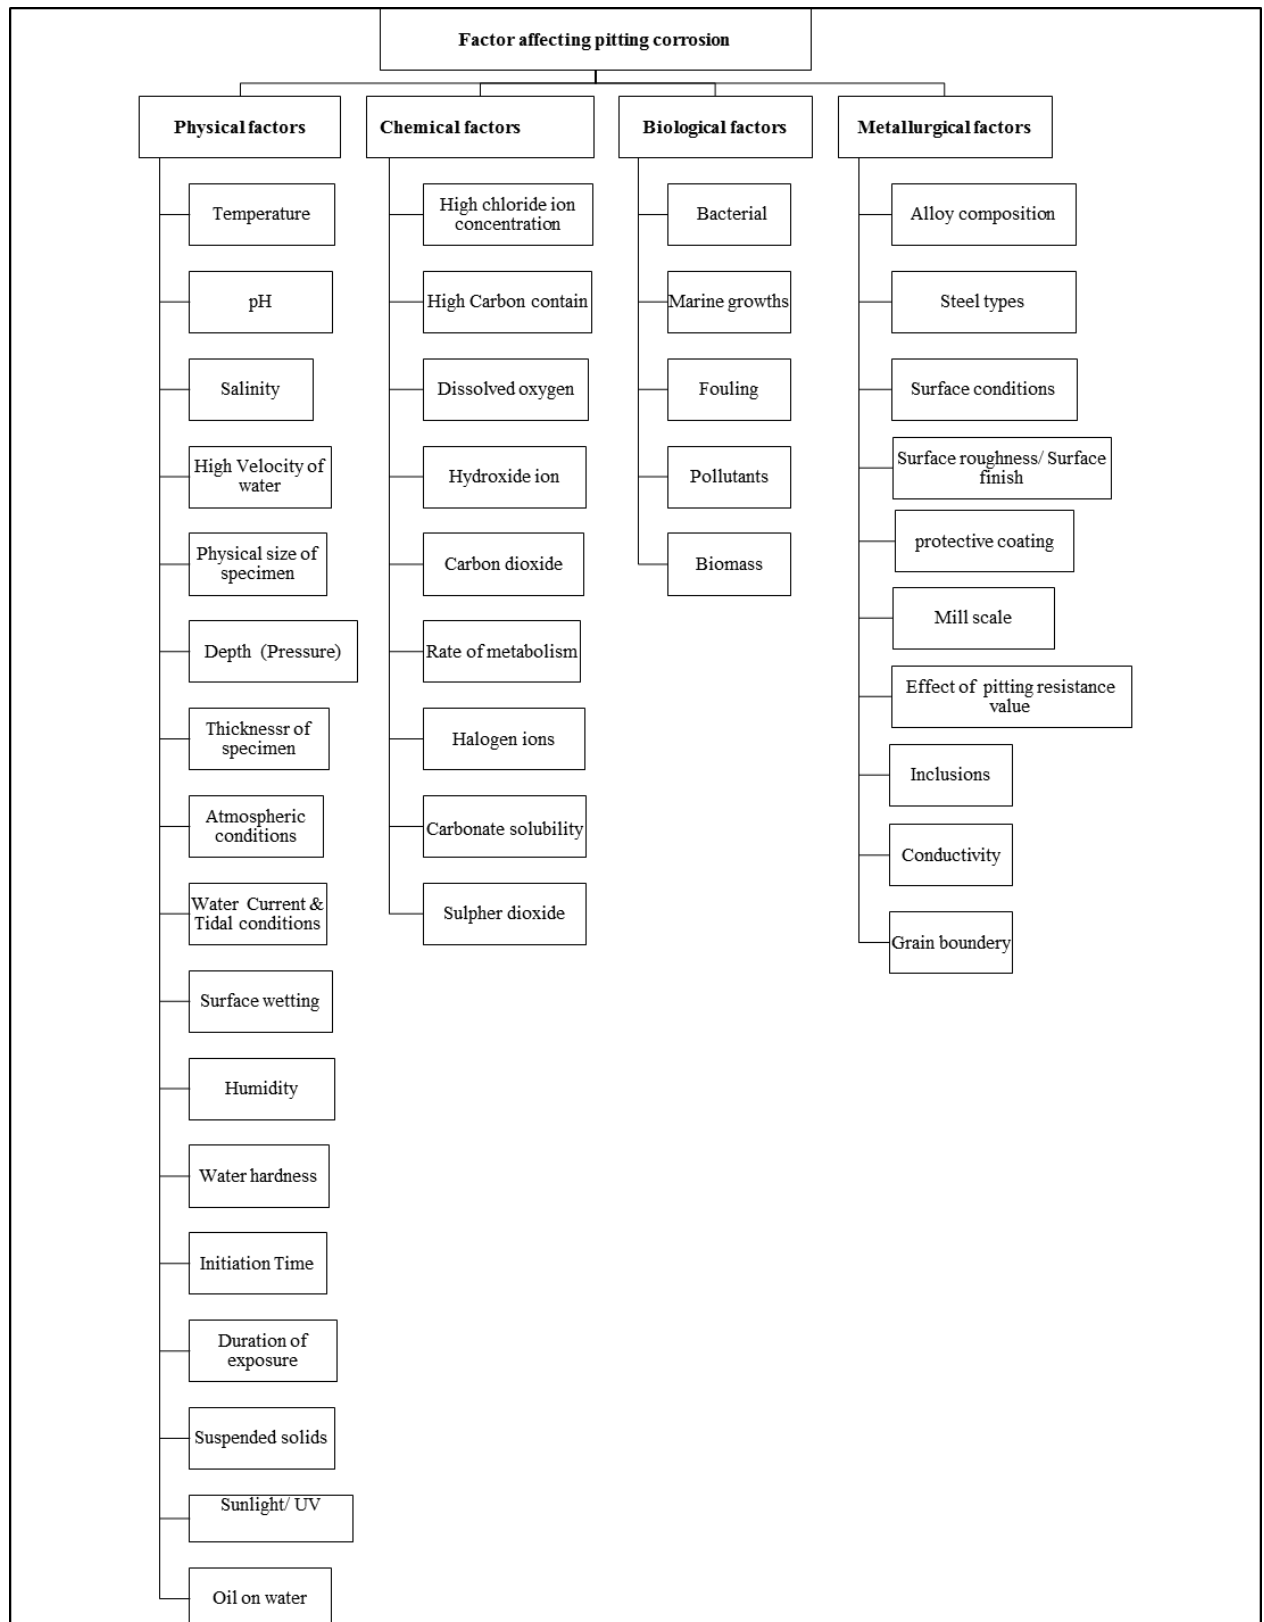 Factor affecting pitting corrosion
Physical factors
Temperature
pH
Salinity
High Velocity of
water
Physical size of
specimen
Depth (Pressure)
Thicknessr of
specimen
Atmospheric
conditions
Water Current &
Tidal conditions
Surface wetting
Humidity
Water hardness
Initiation Time
Duration of
exposure
Suspended solids
Sunlight/ UV
Oil on water
Chemical factors
High chloride ion
concentration
High Carbon contain
Dissolved oxygen
Hydroxide ion
Carbon dioxide
Rate of metabolism
Halogen ions
Carbonate solubility
Sulpher dioxide
Biological factors
Bacterial
Marine growths
Fouling
Pollutants
Biomass
Metallurgical factors
Alloy composition
Steel types
Surface conditions
Surface roughness/ Surface
finish
protective coating
Mill scale
Effect of pitting resistance
value
Inclusions
Conductivity
Grain boundery